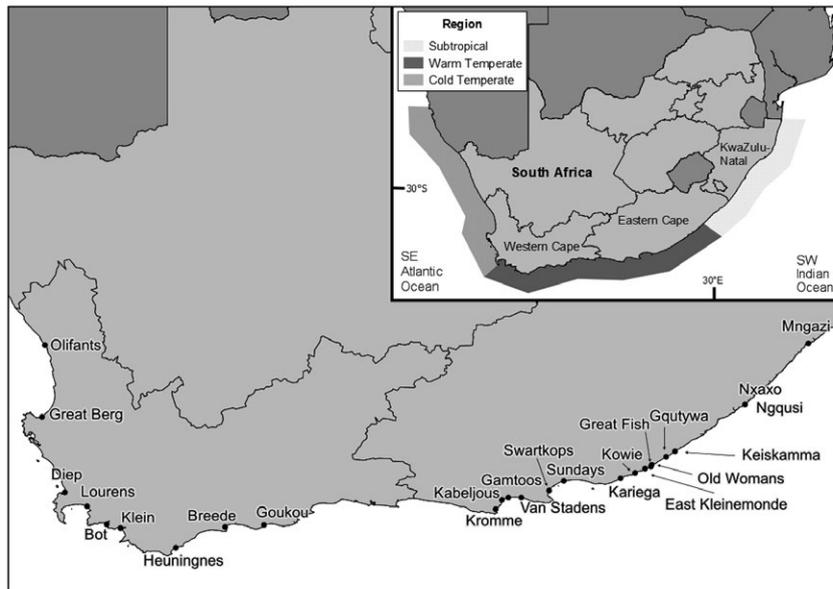 Region
Subtropical
Warm Temperate
Cold Temperate
KwaZulu-
Natal
South Africa
30°S
Eastern Cape
Western Cape
SE
Atlantic
Ocean
SW
Indian
Ocean
30°E
Mngazi
Olifants
Nxaxo
Ngqusi
Great Berg
Gqutywa
Great Fish
Keiskamma
Swartkops
Kowie
Old Womans
Diep
Sundays
Gamtoos
Lourens
Kabeljous
Kariega
East Kleinemonde
Van Stadens
Klein
Breede
Goukou
Kromme
Bot
Heuningnes